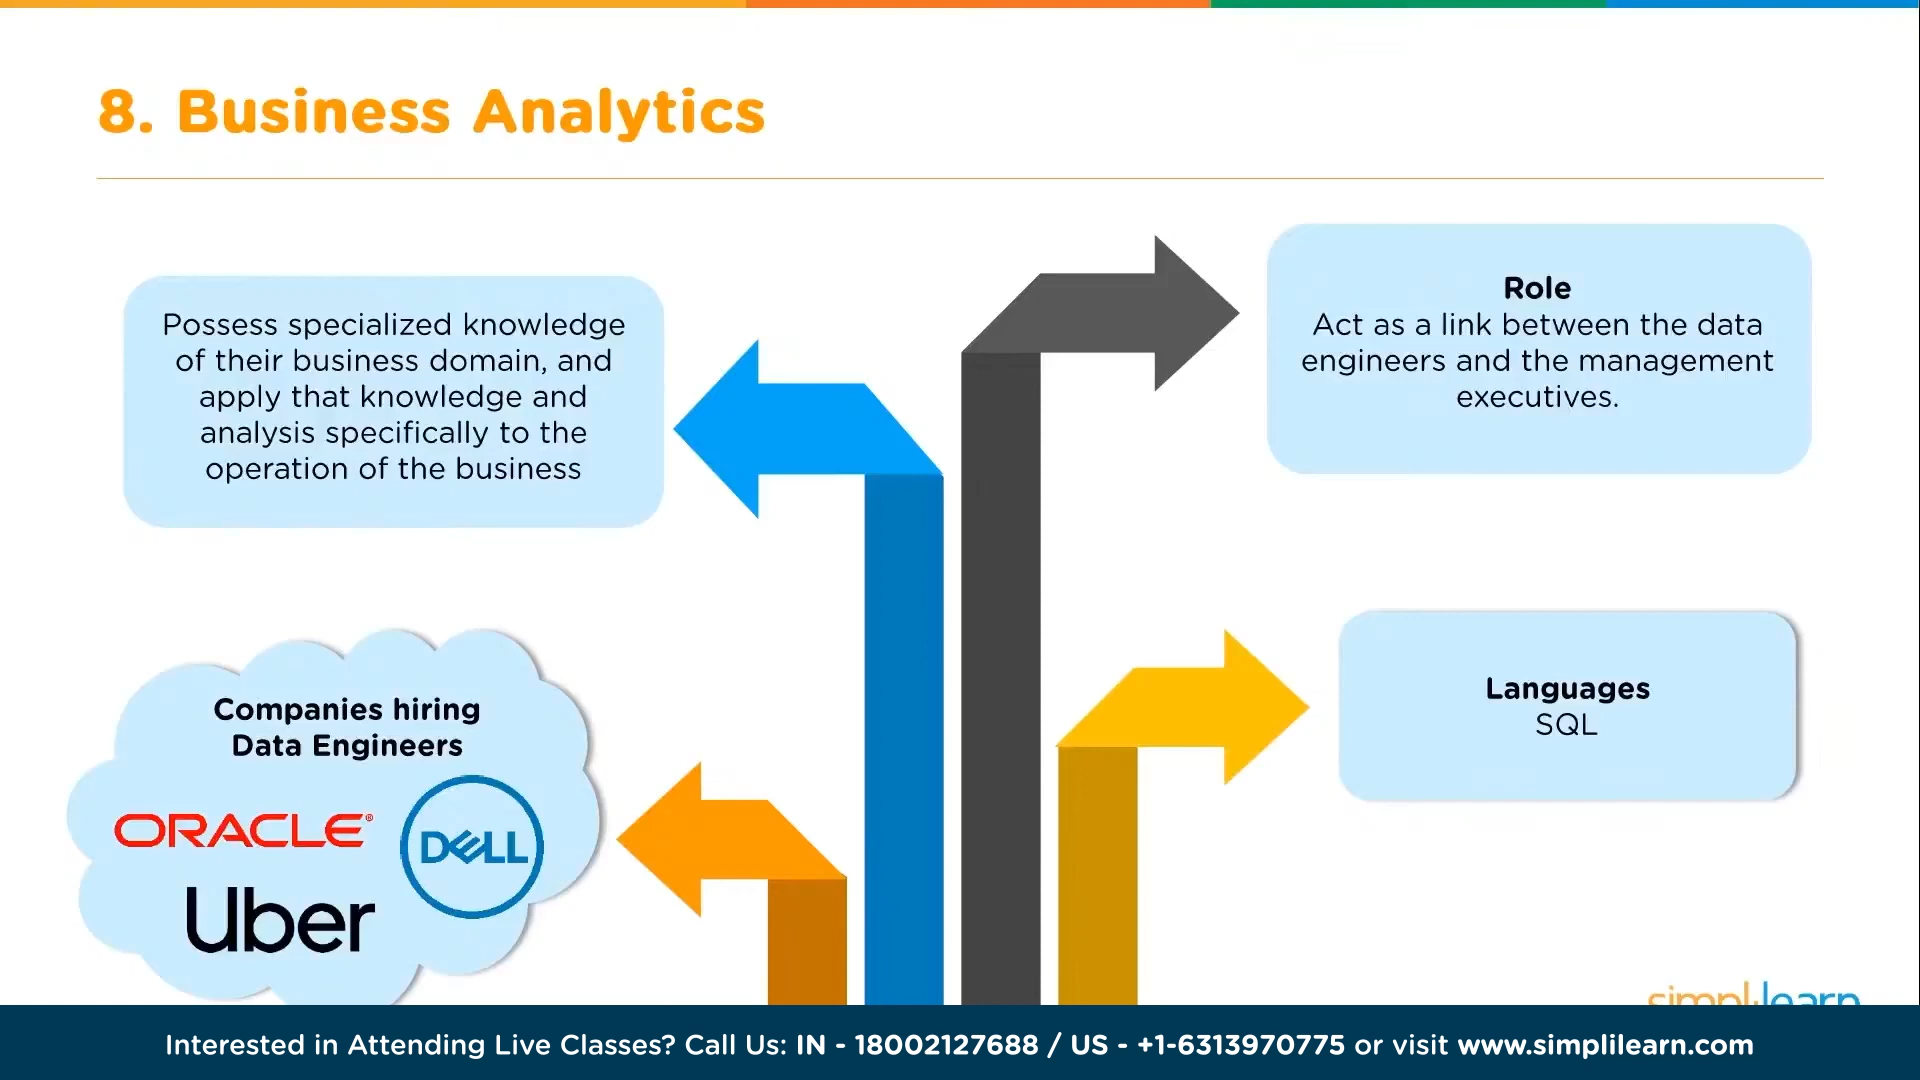 8. Business Analytics
Possess specialized knowledge
of their business domain, and
apply that knowledge and
analysis specifically to the
operation of the business
Role
Act as a link between the data
engineers and the management
executives.
Companies hiring
Data Engineers
ORACLE®
DELL
Uber
Languages
SQL
simplilearn
Interested in Attending Live Classes? Call Us: IN - 18002127688 / US - +1-6313970775 or visit www.simplilearn.com